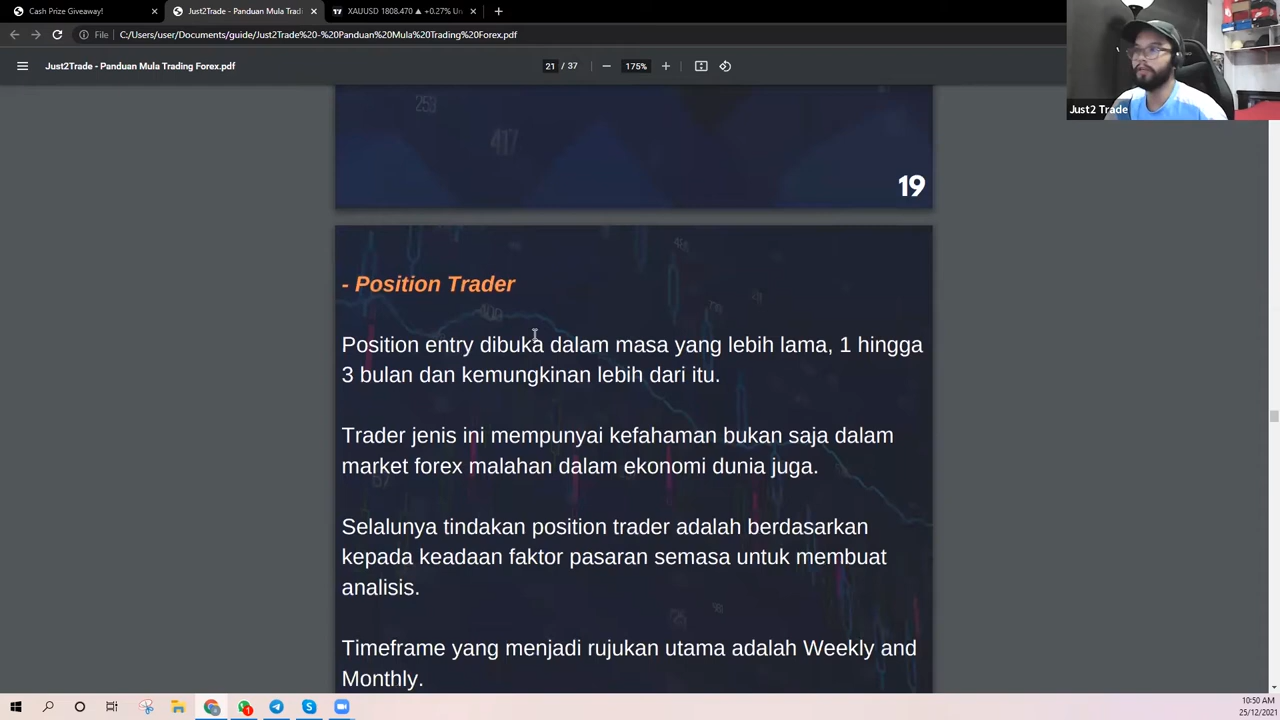 Cash Prize Giveaway!
Just2Trade - Panduan Mula Tradi
XAUUSD 1808.470 ▲ +0.27% Un
File
C:/Users/user/Documents/guide/Just2Trade%20-%20Panduan%20Mula%20Trading%20Forex.pdf
Just2Trade - Panduan Mula Trading Forex.pdf
21 / 37
175%
Just2 Trade
253
417
19
- Position Trader
Position entry dibuka dalam masa yang lebih lama, 1 hingga
3 bulan dan kemungkinan lebih dari itu.
Trader jenis ini mempunyai kefahaman bukan saja dalam
market forex malahan dalam ekonomi dunia juga.
Selalunya tindakan position trader adalah berdasarkan
kepada keadaan faktor pasaran semasa untuk membuat
analisis.
Timeframe yang menjadi rujukan utama adalah Weekly and
Monthly.
10:50 AM
25/12/2021